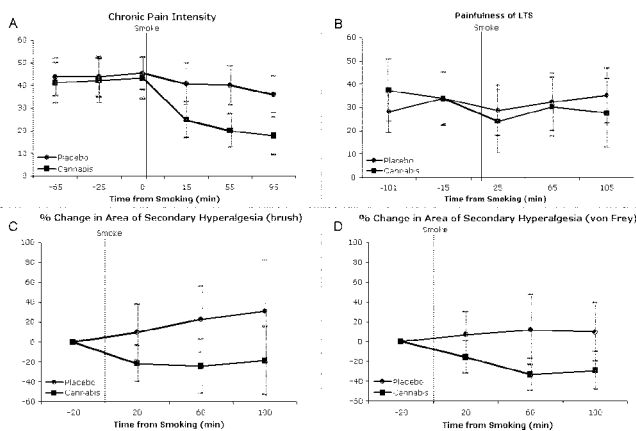 A
Chronic Pain Intensity
Smoke
60
50
40
30
20
10
0
-65
-25
0
15
55
95
Placebo
Cannabis
Time from Smoking (min)
B
Painfulness of LTS
Smoke
60
50
40
30
20
10
0
-101
-15
25
65
105
Placebo
Cannabis
Time from Smoking (min)
C
% Change in Area of Secondary Hyperalgesia (brush)
Smoke
100
80
60
40
20
0
-20
-40
-60
-20
20
60
100
Placebo
Cannabis
Time from Smoking (min)
D
% Change in Area of Secondary Hyperalgesia (von Frey)
Smoke
100
80
60
40
20
0
-20
-40
-60
-20
20
60
100
Placebo
Cannabis
Time from Smoking (min)